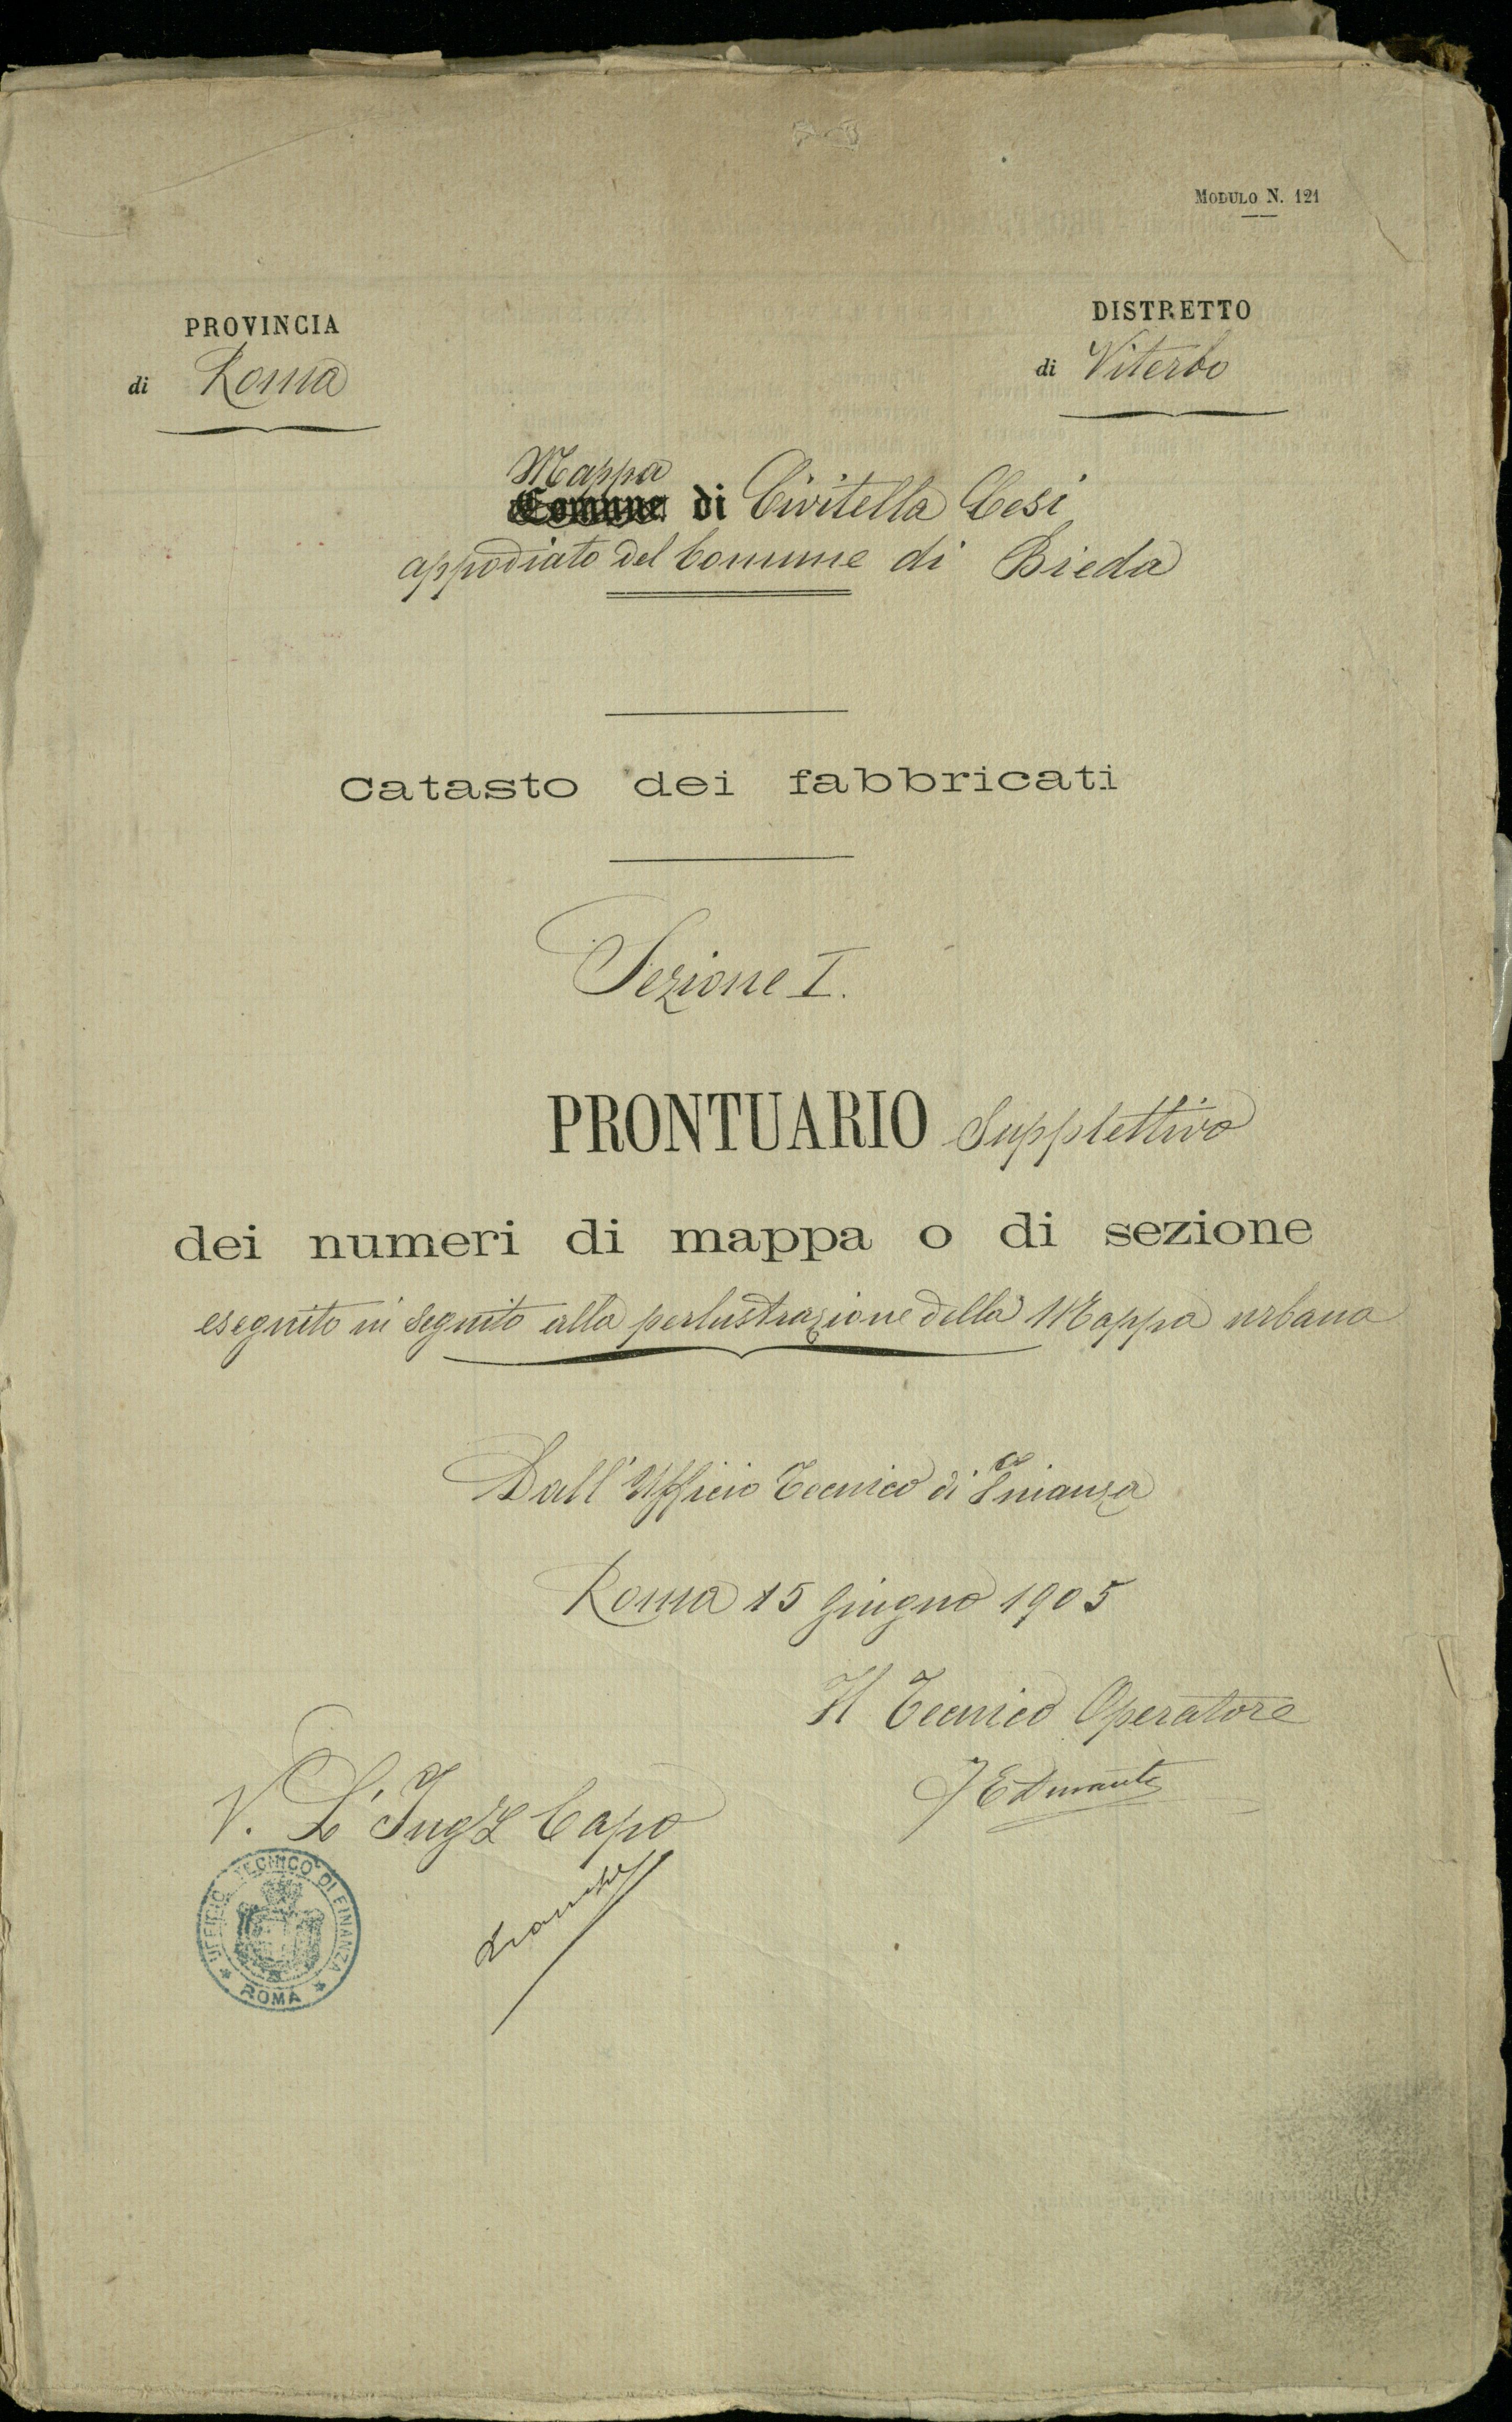 MODULO N. 121
PROVINCIA
di Roma
DISTRETTO
di Viterbo
Mappa
Comune di Civitella Cesi
appodiato del Comune di Bieda
Catasto dei fabbricati
Sezione I.
PRONTUARIO Supplettivo
dei numeri di mappa o di sezione
eseguito in seguito alla perlustrazione della Mappa urbana
Dall'Ufficio Tecnico di Finanza
Roma 15 Giugno 1905
Il Tecnico Operatore
Durante
V. L'Ing.e Capo
UFFICIO TECNICO DI FINANZA
* ROMA *